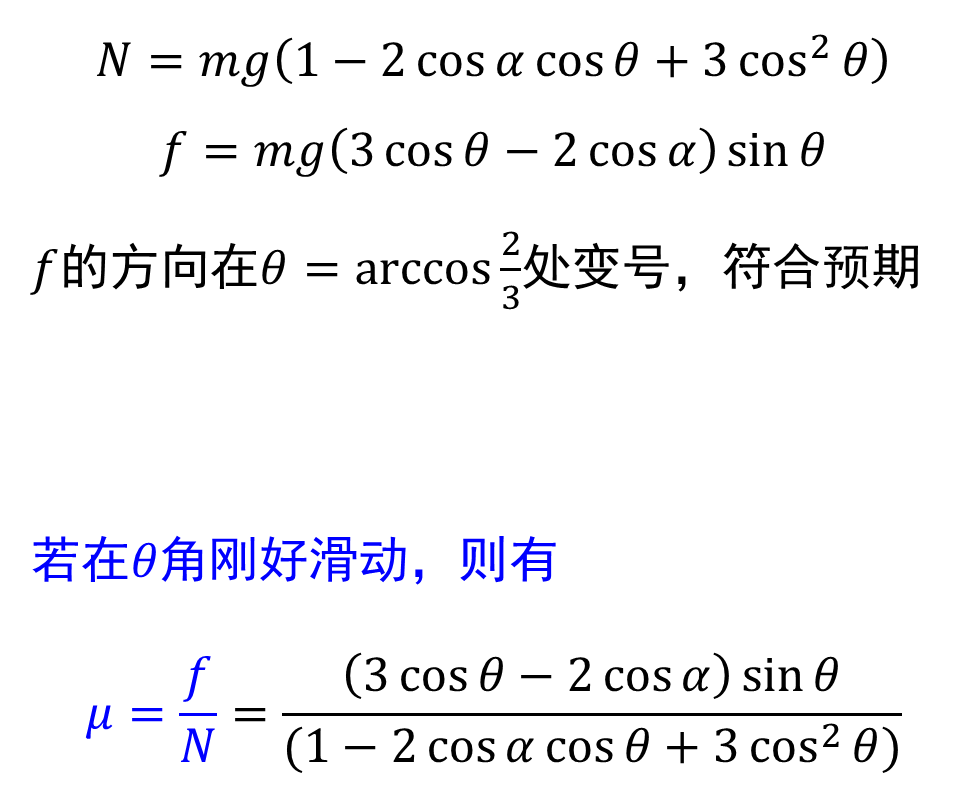 N = mg(1 − 2 cos α cos θ + 3 cos² θ)
f = mg(3 cos θ − 2 cos α) sin θ
f的方向在θ = arccos 2/3处变号，符合预期
若在θ角刚好滑动，则有
μ = f/N = (3 cos θ − 2 cos α) sin θ / (1 − 2 cos α cos θ + 3 cos² θ)